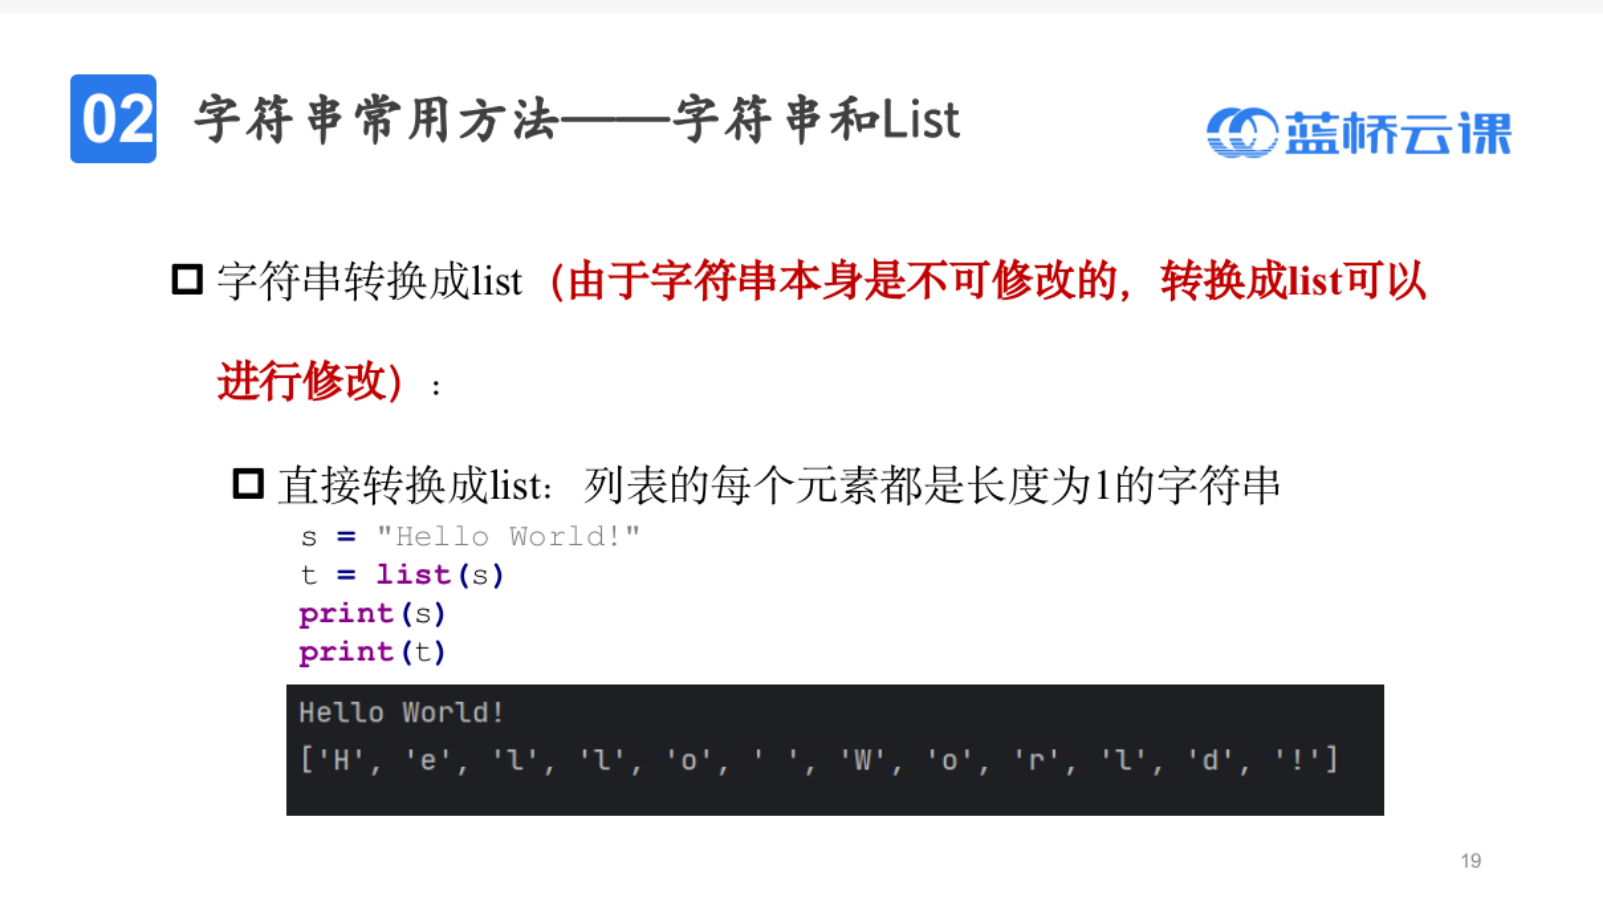 02 字符串常用方法——字符串和List
蓝桥云课
字符串转换成list（由于字符串本身是不可修改的，转换成list可以
进行修改）：
直接转换成list：列表的每个元素都是长度为1的字符串
s = "Hello World!"
t = list(s)
print(s)
print(t)
Hello World!
['H', 'e', 'l', 'l', 'o', ' ', 'W', 'o', 'r', 'l', 'd', '!']
19